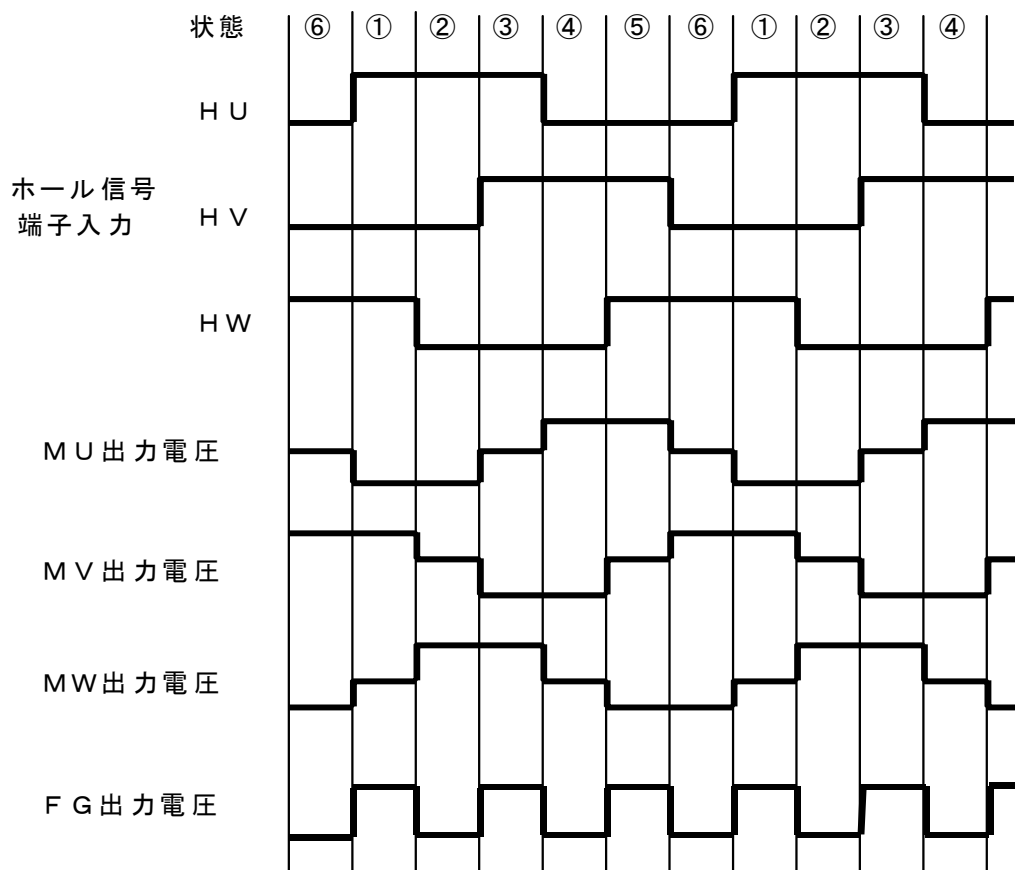 状態 ⑥ ① ② ③ ④ ⑤ ⑥ ① ② ③ ④
ＨＵ
ホール信号
端子入力
ＨＶ
ＨＷ
ＭＵ出力電圧
ＭＶ出力電圧
ＭＷ出力電圧
ＦＧ出力電圧